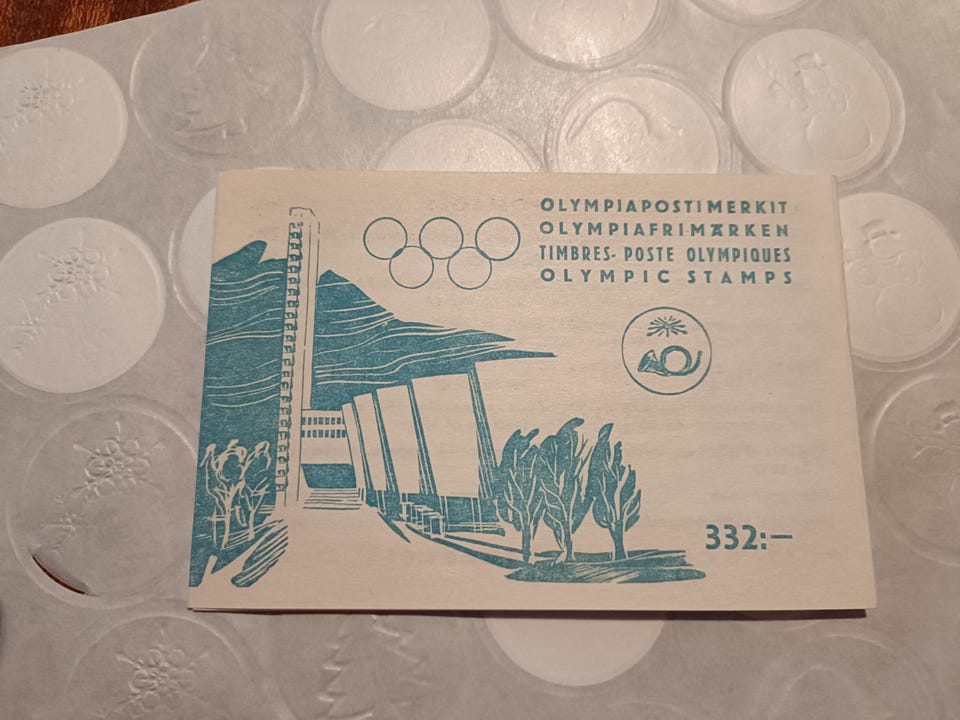 OLYMPIAPOSTIMERKIT
OLYMPIAFRIMÄRKEN
TIMBRES-POSTE OLYMPIQUES
OLYMPIC STAMPS
332:—